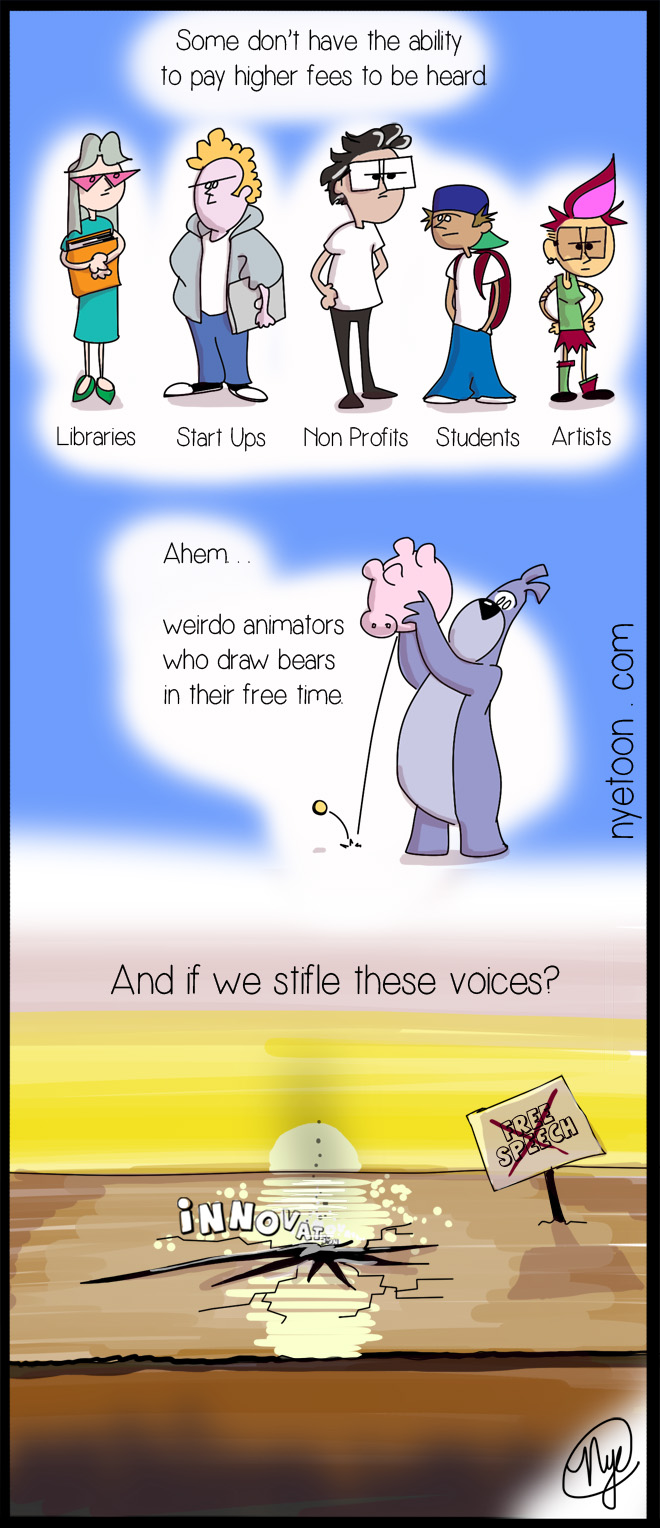 Some don't have the ability
to pay higher fees to be heard.
Libraries
Start Ups
Non Profits
Students
Artists
Ahem. . .
weirdo animators
who draw bears
in their free time.
nyetoon . com
And if we stifle these voices?
FREE
SPEECH
iNNOVATiON
Nye